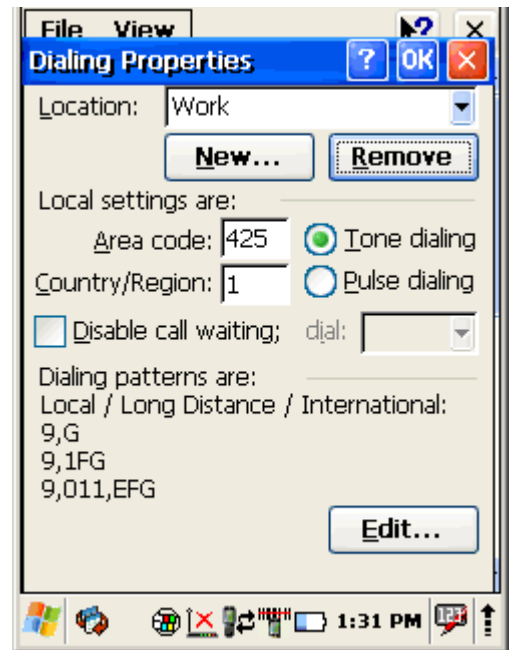 File View ? ×
Dialing Properties ? OK ×
Location: Work
New... Remove
Local settings are:
Area code: 425 Tone dialing
Country/Region: 1 Pulse dialing
Disable call waiting; dial:
Dialing patterns are:
Local / Long Distance / International:
9,G
9,1FG
9,011,EFG
Edit...
1:31 PM 123